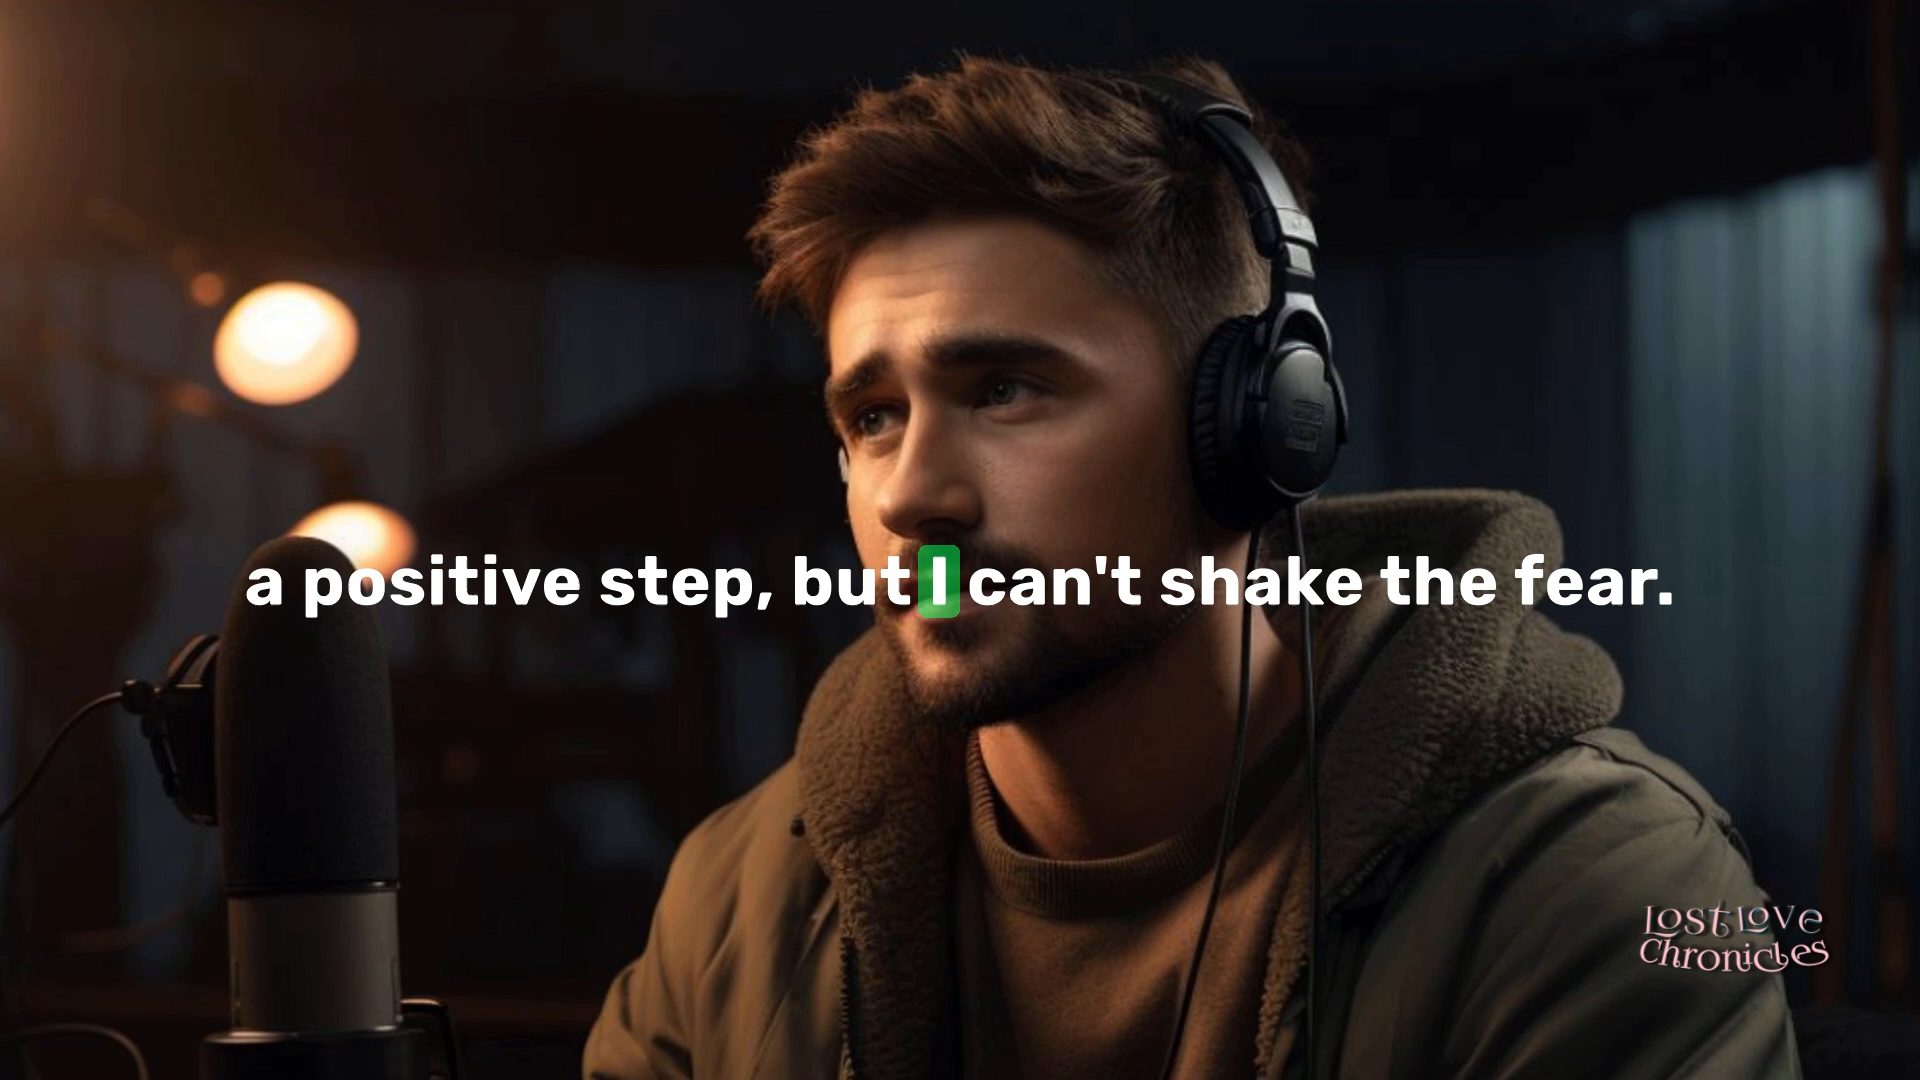 a positive step, but I can't shake the fear.
Lost Love
Chronicles